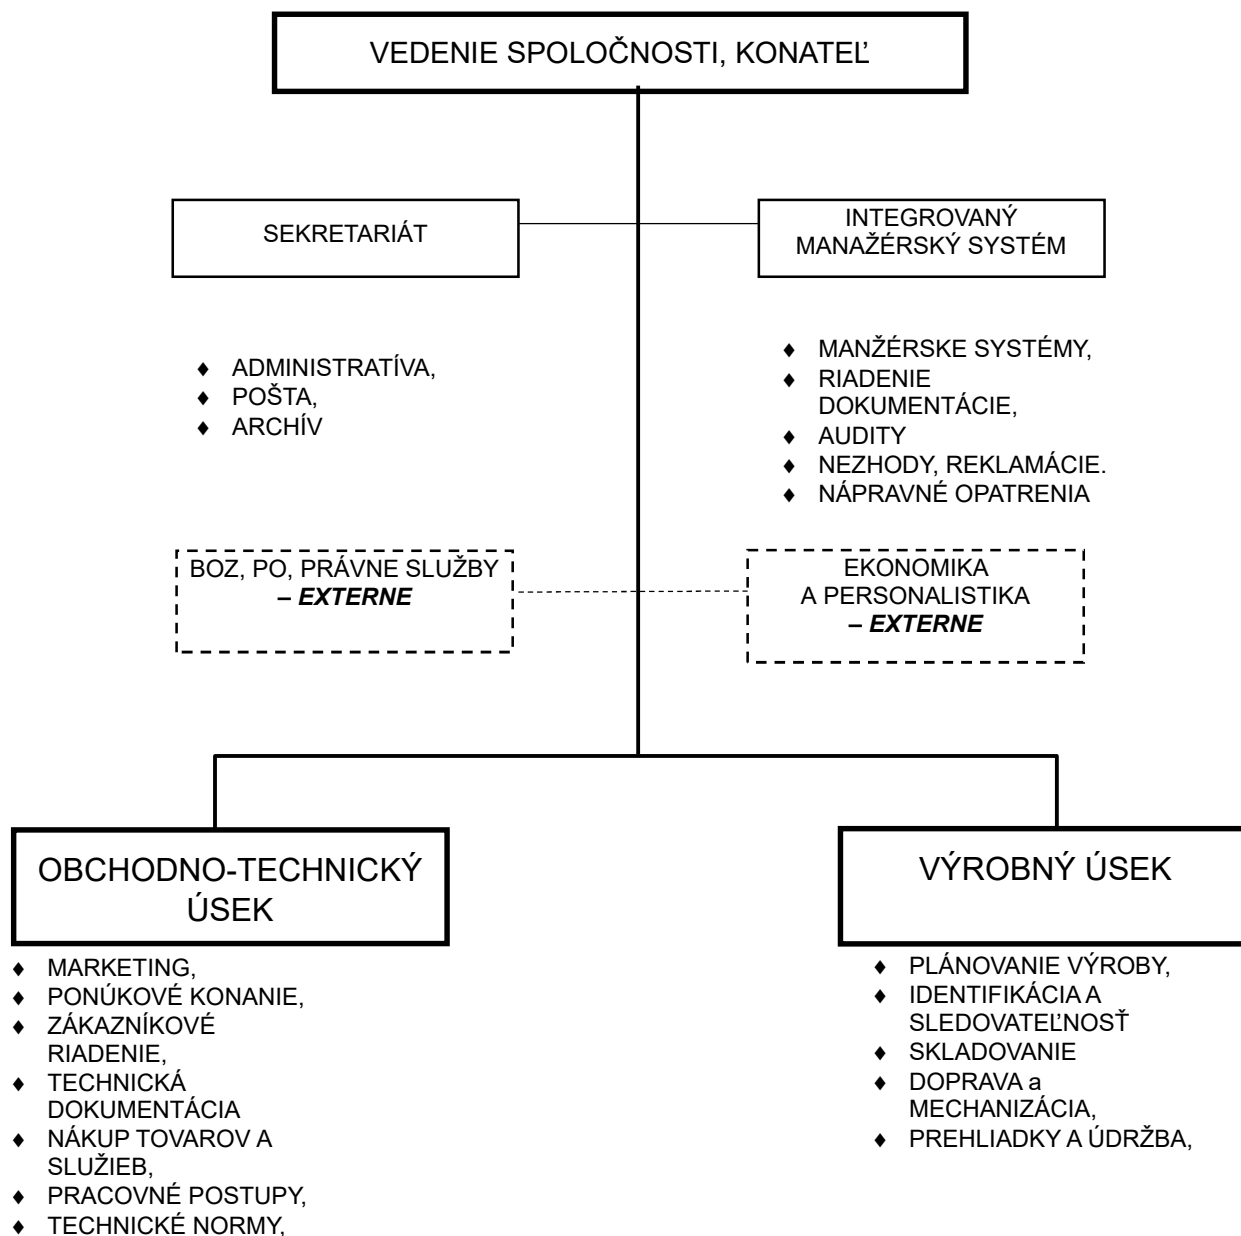 VEDENIE SPOLOČNOSTI, KONATEĽ
SEKRETARIÁT
INTEGROVANÝ
MANAŽÉRSKÝ SYSTÉM
♦ ADMINISTRATÍVA,
♦ POŠTA,
♦ ARCHÍV
♦ MANŽÉRSKE SYSTÉMY,
♦ RIADENIE
DOKUMENTÁCIE,
♦ AUDITY
♦ NEZHODY, REKLAMÁCIE.
♦ NÁPRAVNÉ OPATRENIA
BOZ, PO, PRÁVNE SLUŽBY
– EXTERNE
EKONOMIKA
A PERSONALISTIKA
– EXTERNE
OBCHODNO-TECHNICKÝ
ÚSEK
♦ MARKETING,
♦ PONÚKOVÉ KONANIE,
♦ ZÁKAZNÍKOVÉ
RIADENIE,
♦ TECHNICKÁ
DOKUMENTÁCIA
♦ NÁKUP TOVAROV A
SLUŽIEB,
♦ PRACOVNÉ POSTUPY,
♦ TECHNICKÉ NORMY,
VÝROBNÝ ÚSEK
♦ PLÁNOVANIE VÝROBY,
♦ IDENTIFIKÁCIA A
SLEDOVATEĽNOSŤ
♦ SKLADOVANIE
♦ DOPRAVA a
MECHANIZÁCIA,
♦ PREHLIADKY A ÚDRŽBA,